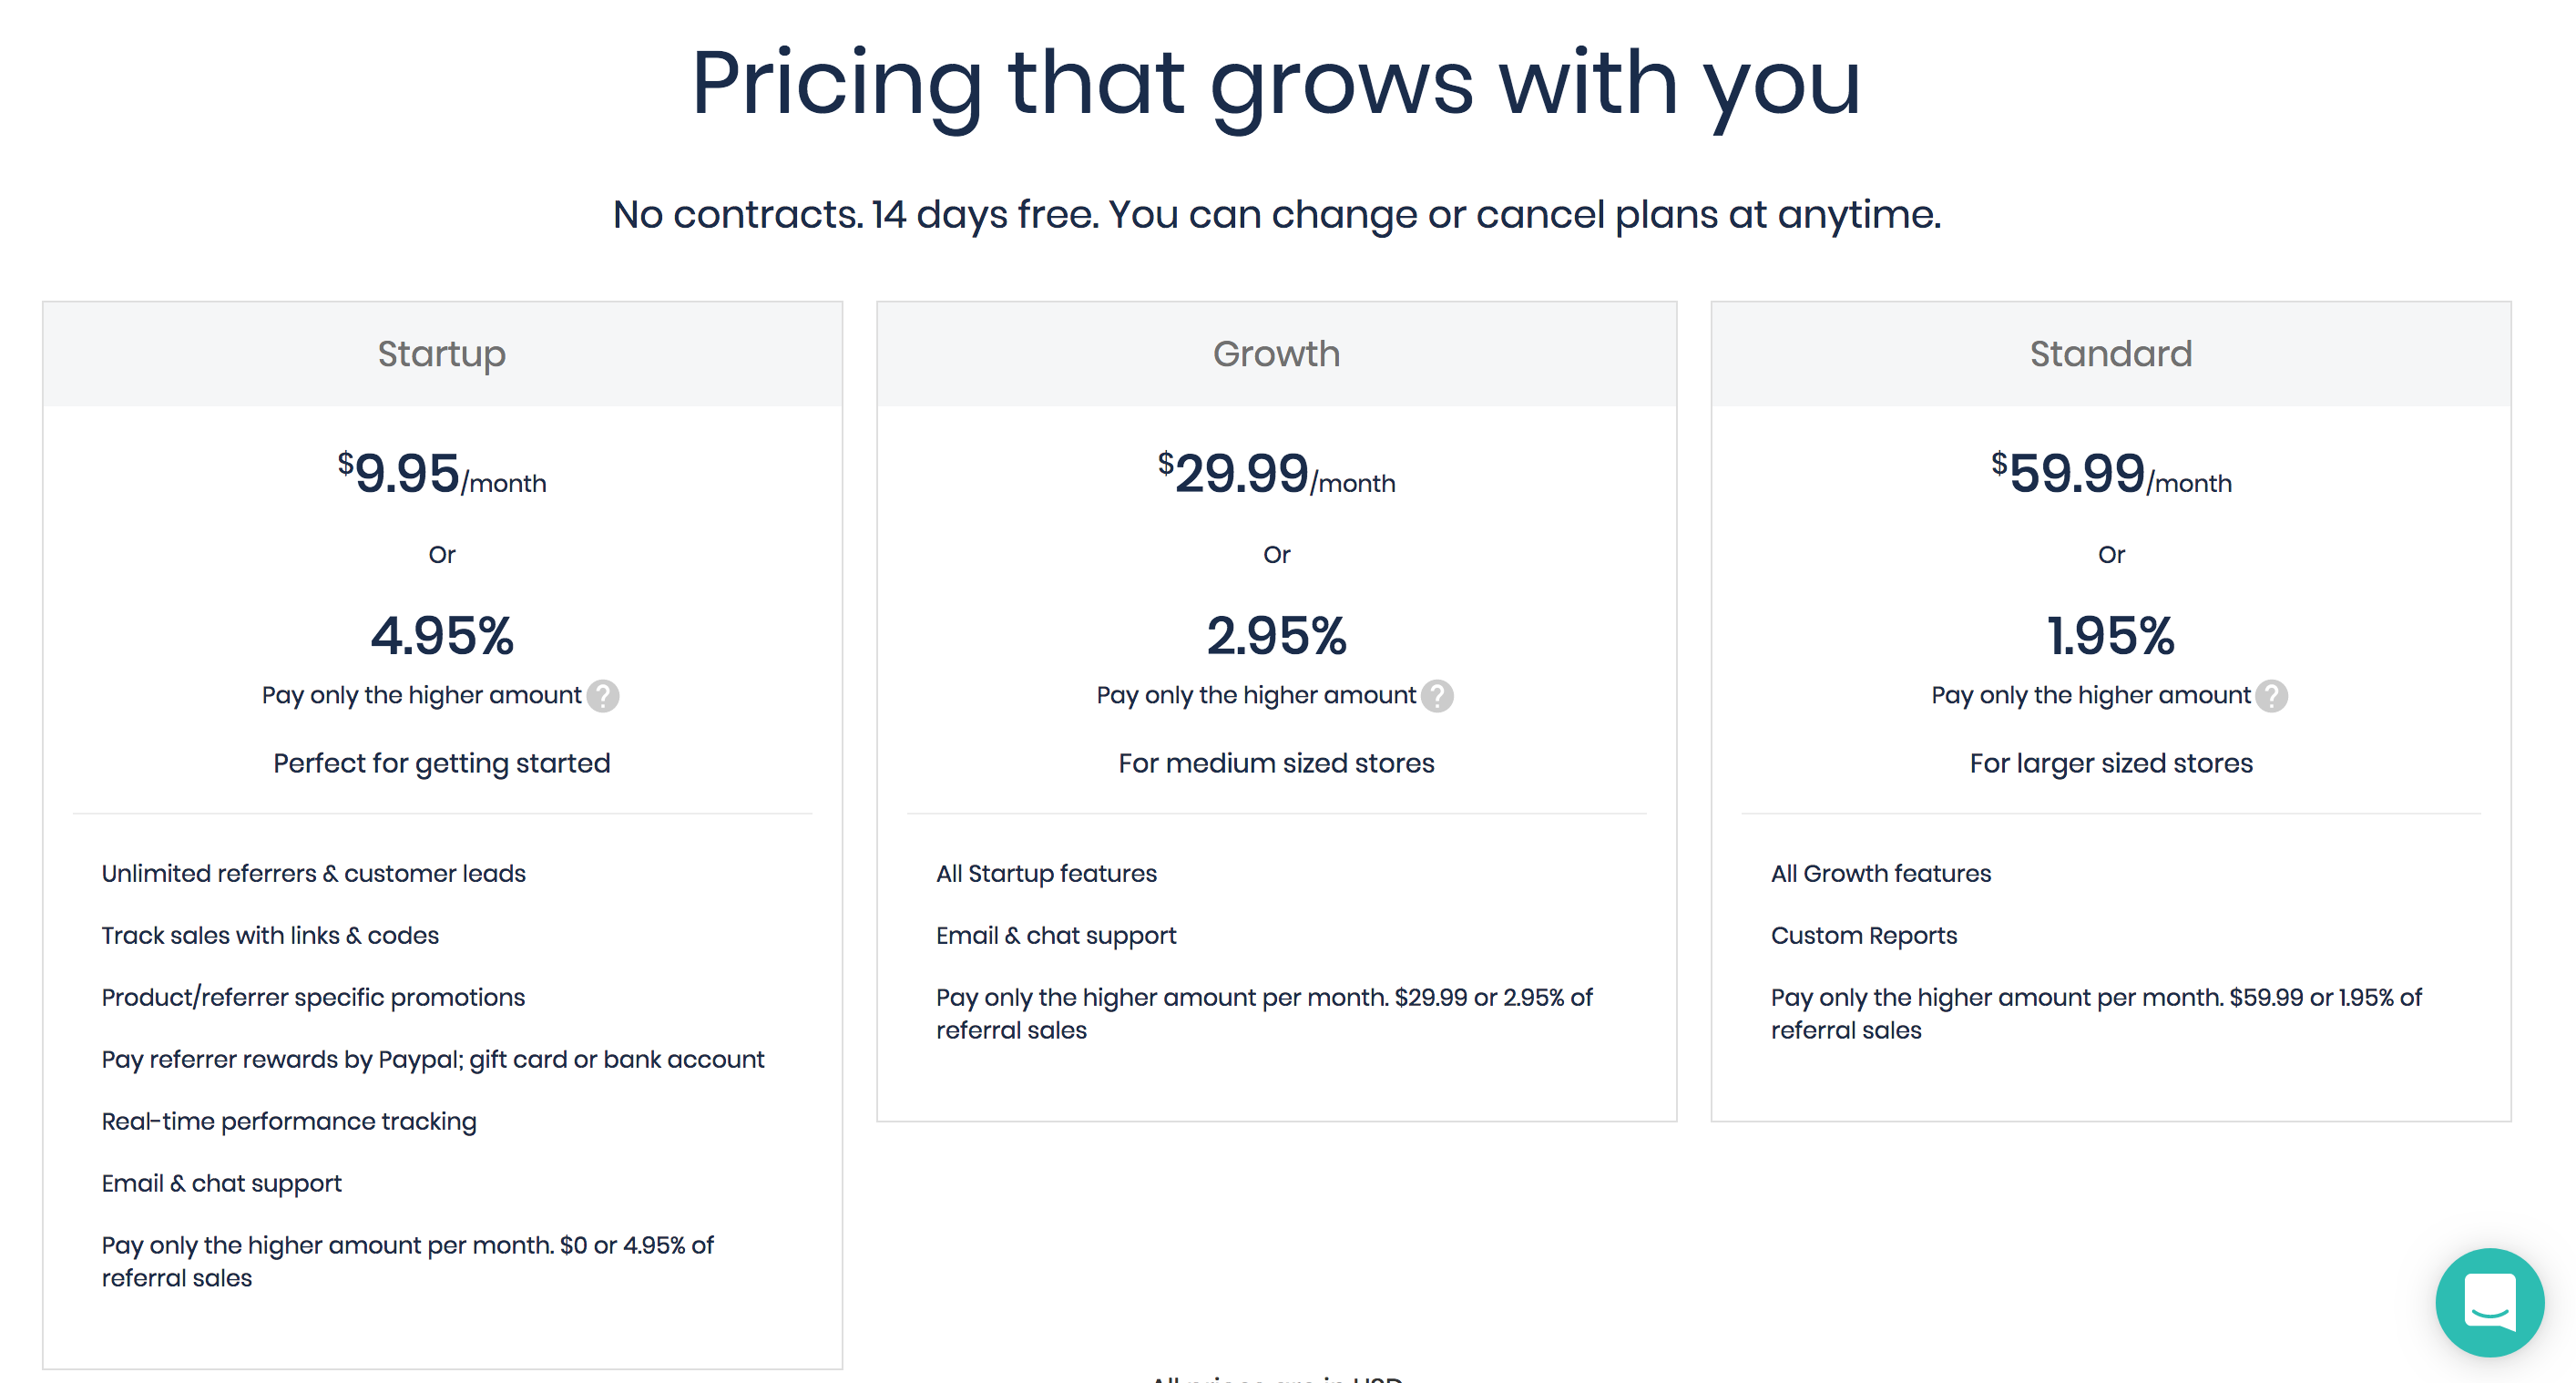 Pricing that grows with you
No contracts. 14 days free. You can change or cancel plans at anytime.
Startup
$9.95/month
Or
4.95%
Pay only the higher amount ?
Perfect for getting started
Unlimited referrers & customer leads
Track sales with links & codes
Product/referrer specific promotions
Pay referrer rewards by Paypal; gift card or bank account
Real-time performance tracking
Email & chat support
Pay only the higher amount per month. $0 or 4.95% of
referral sales
Growth
$29.99/month
Or
2.95%
Pay only the higher amount ?
For medium sized stores
All Startup features
Email & chat support
Pay only the higher amount per month. $29.99 or 2.95% of
referral sales
Standard
$59.99/month
Or
1.95%
Pay only the higher amount ?
For larger sized stores
All Growth features
Custom Reports
Pay only the higher amount per month. $59.99 or 1.95% of
referral sales
All prices are in USD